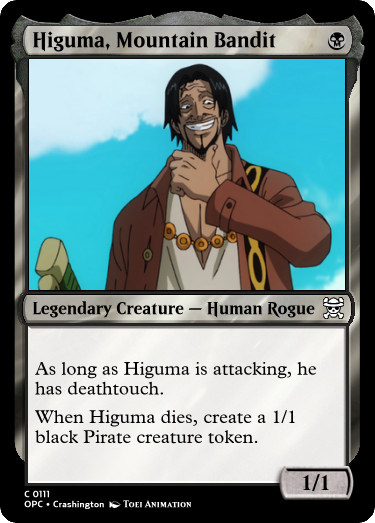 Higuma, Mountain Bandit
Legendary Creature — Human Rogue
As long as Higuma is attacking, he
has deathtouch.
When Higuma dies, create a 1/1
black Pirate creature token.
1/1
C 0111
OPC • Crashington TOEI ANIMATION